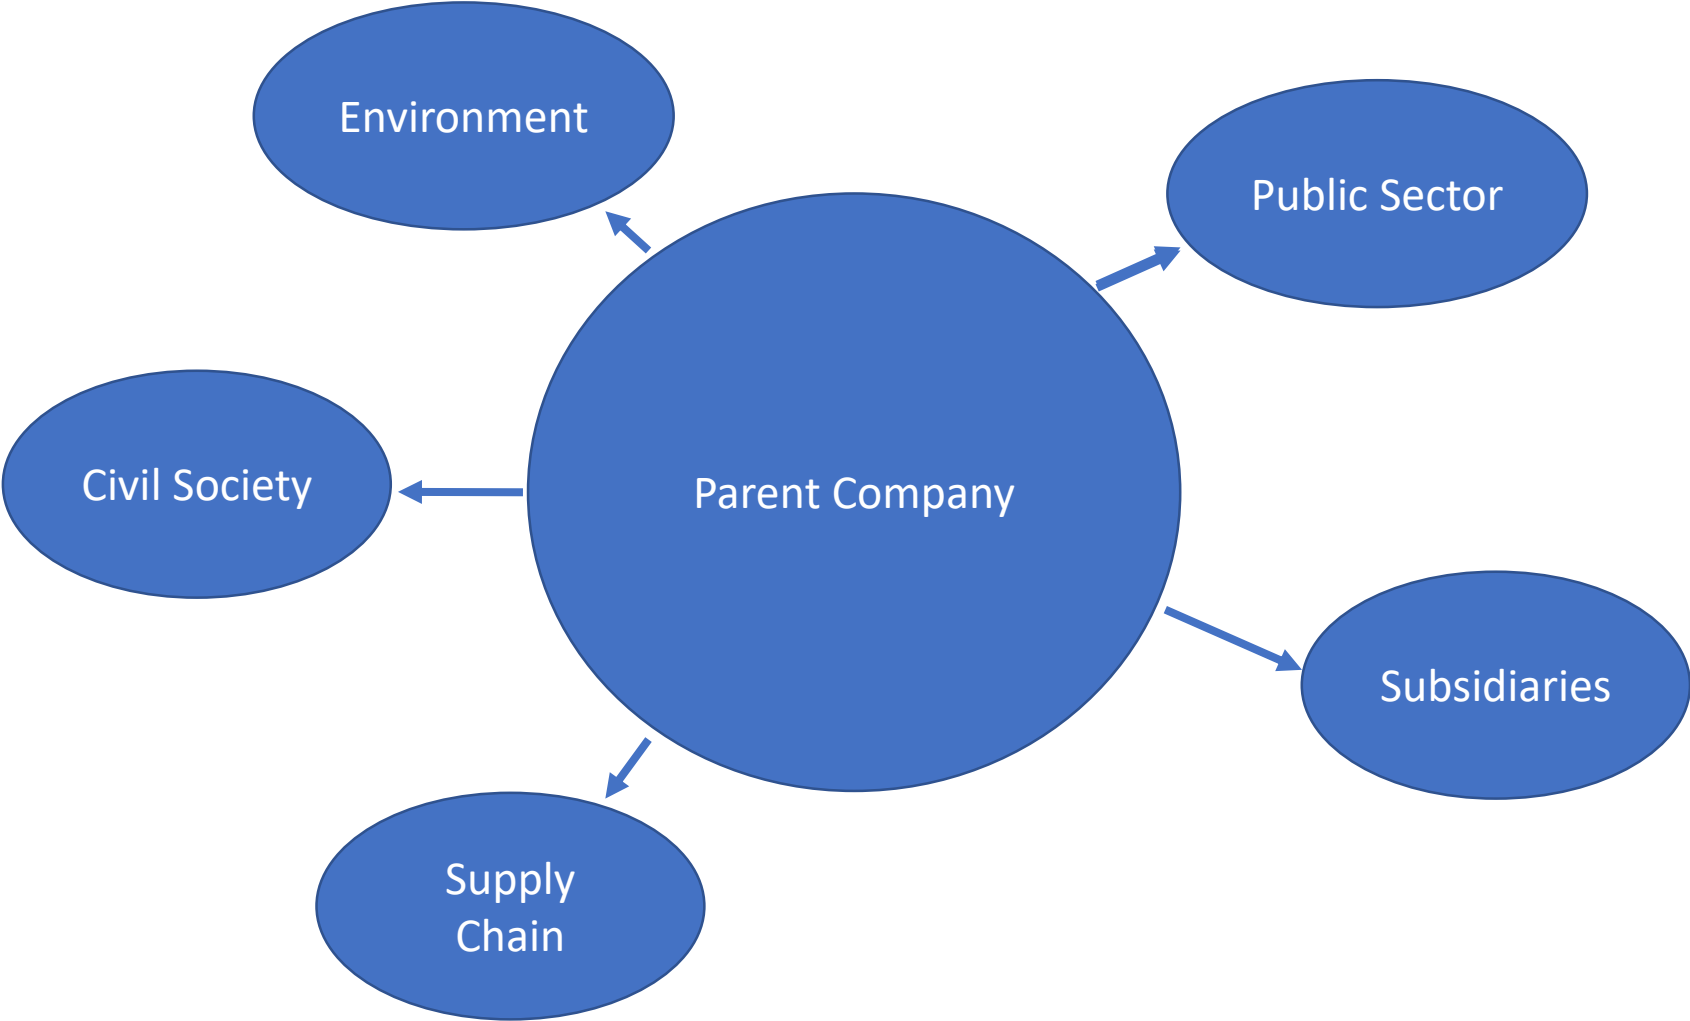 Environment
Public Sector
Civil Society
Parent Company
Subsidiaries
Supply
Chain